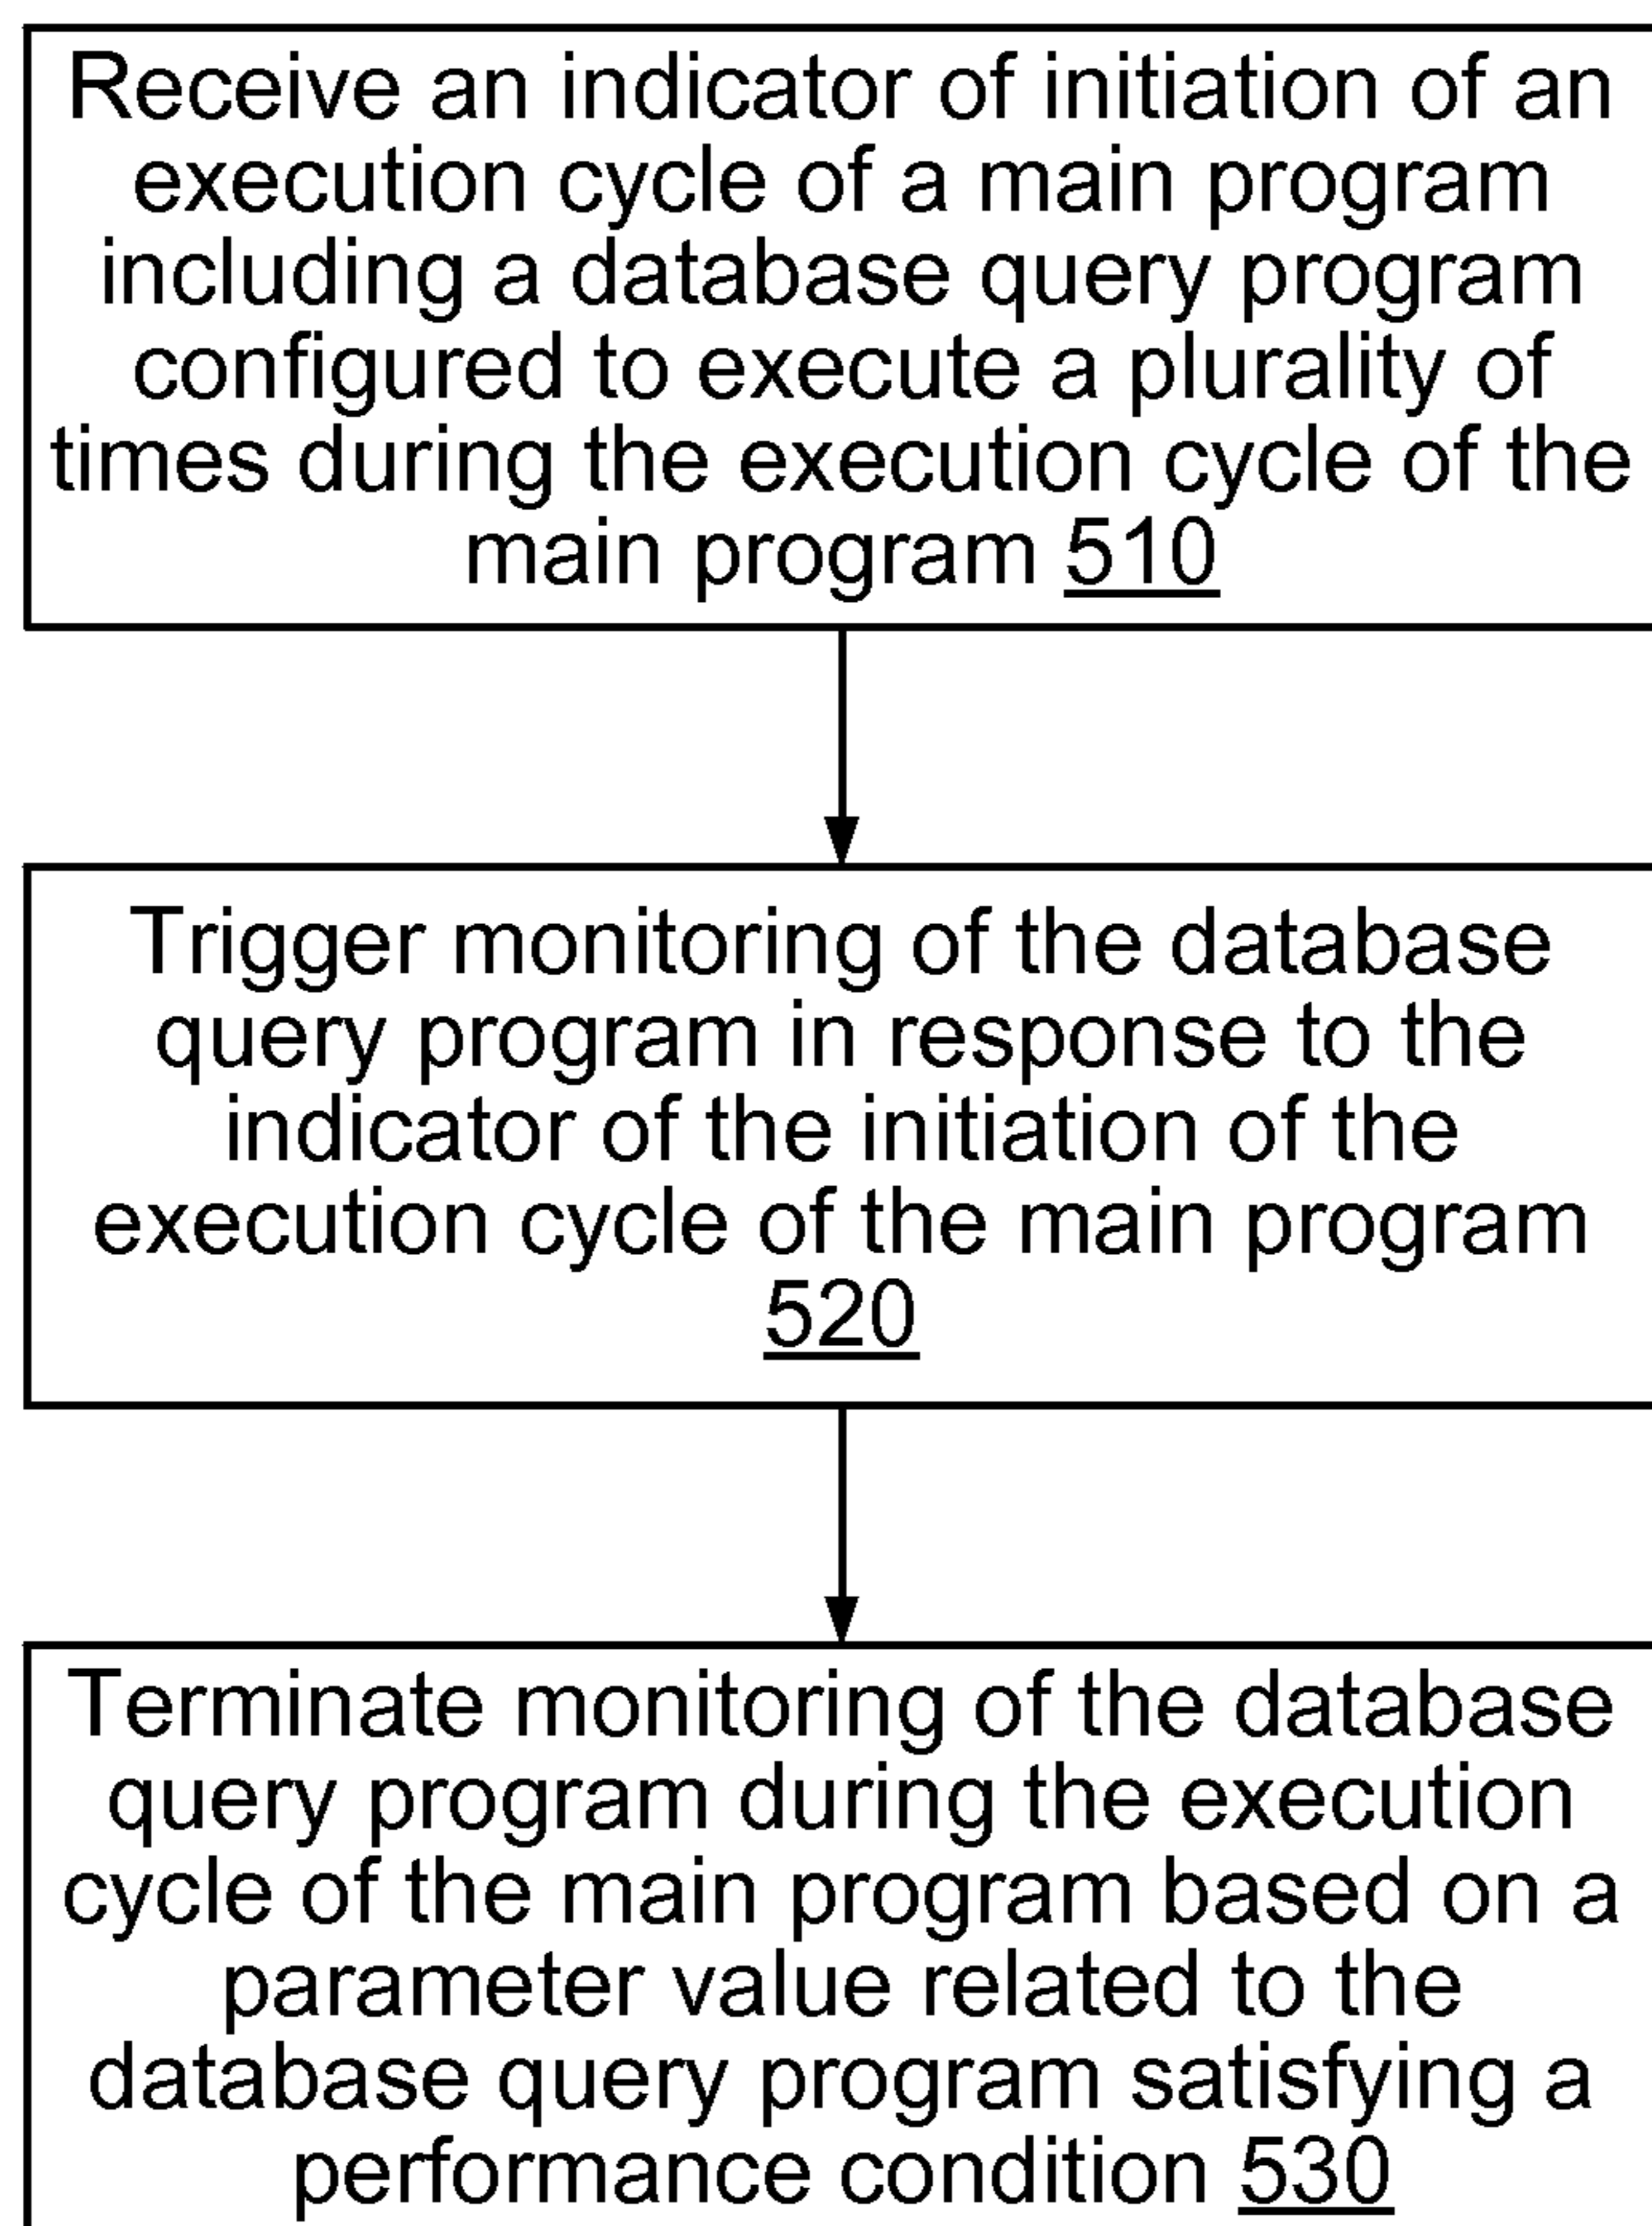 Receive an indicator of initiation of an
execution cycle of a main program
including a database query program
configured to execute a plurality of
times during the execution cycle of the
main program 510
Trigger monitoring of the database
query program in response to the
indicator of the initiation of the
execution cycle of the main program
520
Terminate monitoring of the database
query program during the execution
cycle of the main program based on a
parameter value related to the
database query program satisfying a
performance condition 530